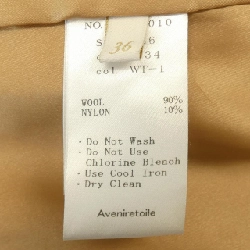 NO. 010
36
34
col WT-1
WOOL 90%
NYLON 10%
· Do Not Wash
· Do Not Use
Chlorine Bleach
· Use Cool Iron
· Dry Clean
Aveniretoile